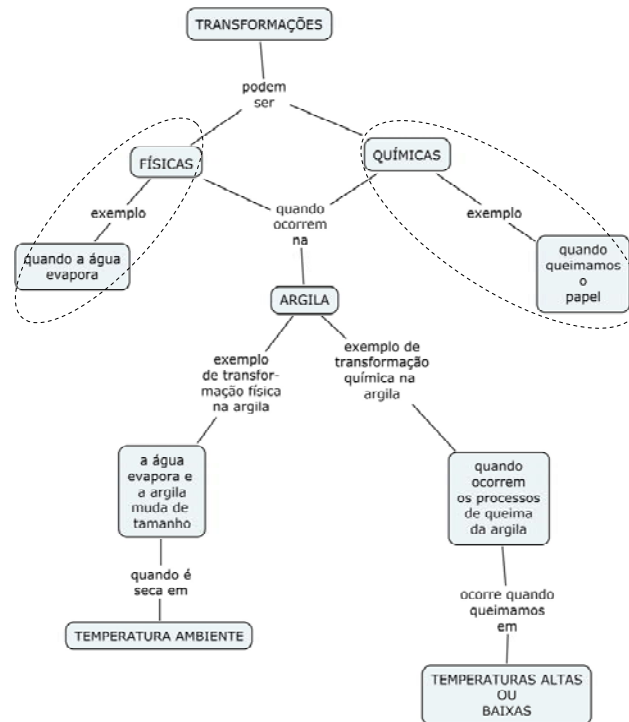 TRANSFORMAÇÕES
podem
ser
FÍSICAS
QUÍMICAS
exemplo
quando
ocorrem
na
exemplo
quando a água
evapora
quando
queimamos
o
papel
ARGILA
exemplo
de transfor-
mação física
na argila
exemplo de
transformação
química na
argila
a água
evapora e
a argila
muda de
tamanho
quando
ocorrem
os processos
de queima
da argila
quando é
seca em
ocorre quando
queimamos
em
TEMPERATURA AMBIENTE
TEMPERATURAS ALTAS
OU
BAIXAS